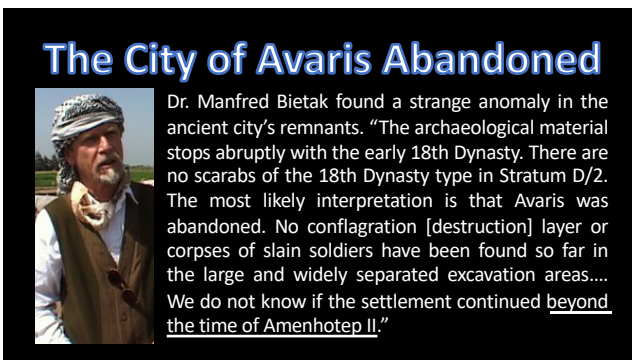 The City of Avaris Abandoned
Dr. Manfred Bietak found a strange anomaly in the
ancient city’s remnants. “The archaeological material
stops abruptly with the early 18th Dynasty. There are
no scarabs of the 18th Dynasty type in Stratum D/2.
The most likely interpretation is that Avaris was
abandoned. No conflagration [destruction] layer or
corpses of slain soldiers have been found so far in
the large and widely separated excavation areas....
We do not know if the settlement continued beyond
the time of Amenhotep II.”